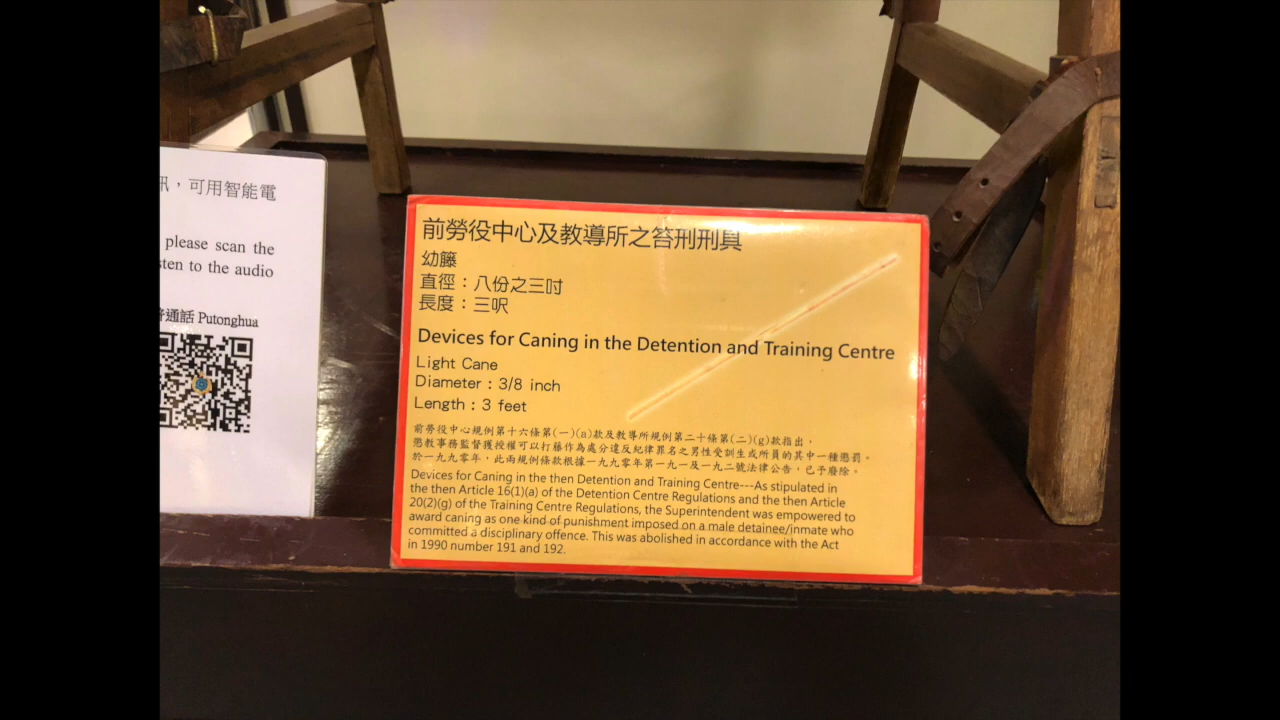 訊，可用智能電
please scan the
sten to the audio
音通話 Putonghua
前勞役中心及教導所之笞刑刑具
幼籐
直徑：八份之三吋
長度：三呎
Devices for Caning in the Detention and Training Centre
Light Cane
Diameter : 3/8 inch
Length : 3 feet
前勞役中心規例第十六條第(一)(a)款及教導所規例第二十條第(二)(g)款指出，
懲教事務監督獲授權可以打藤作為處分違反紀律罪名之男性受訓生或所員的其中一種懲罰。
於一九九零年，此兩規例條款根據一九九零年第一九一及一九二號法律公告，已予廢除。
Devices for Caning in the then Detention and Training Centre---As stipulated in
the then Article 16(1)(a) of the Detention Centre Regulations and the then Article
20(2)(g) of the Training Centre Regulations, the Superintendent was empowered to
award caning as one kind of punishment imposed on a male detainee/inmate who
committed a disciplinary offence. This was abolished in accordance with the Act
in 1990 number 191 and 192.